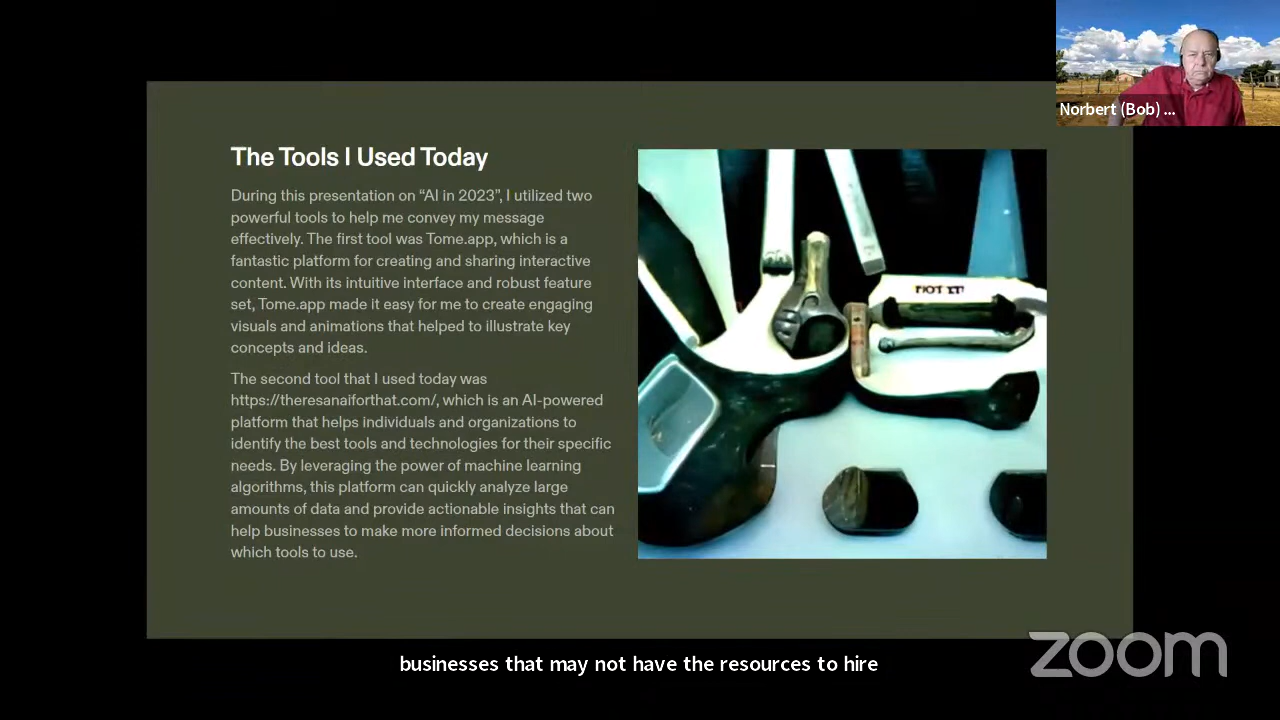 Norbert (Bob) ...
The Tools I Used Today
During this presentation on “AI in 2023”, I utilized two
powerful tools to help me convey my message
effectively. The first tool was Tome.app, which is a
fantastic platform for creating and sharing interactive
content. With its intuitive interface and robust feature
set, Tome.app made it easy for me to create engaging
visuals and animations that helped to illustrate key
concepts and ideas.
The second tool that I used today was
https://theresanaiforthat.com/, which is an AI-powered
platform that helps individuals and organizations to
identify the best tools and technologies for their specific
needs. By leveraging the power of machine learning
algorithms, this platform can quickly analyze large
amounts of data and provide actionable insights that can
help businesses to make more informed decisions about
which tools to use.
businesses that may not have the resources to hire
zoom